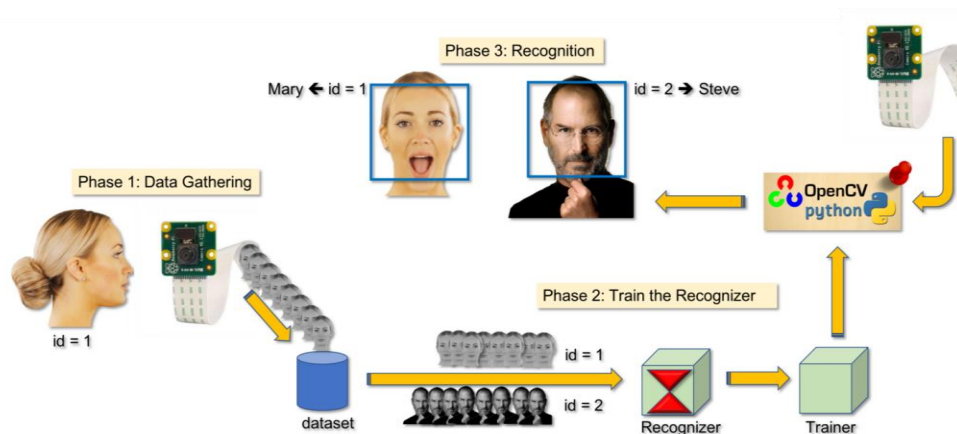 Phase 3: Recognition
Mary ← id = 1
id = 2 → Steve
Phase 1: Data Gathering
OpenCV
python
Phase 2: Train the Recognizer
id = 1
id = 1
id = 2
dataset
Recognizer
Trainer